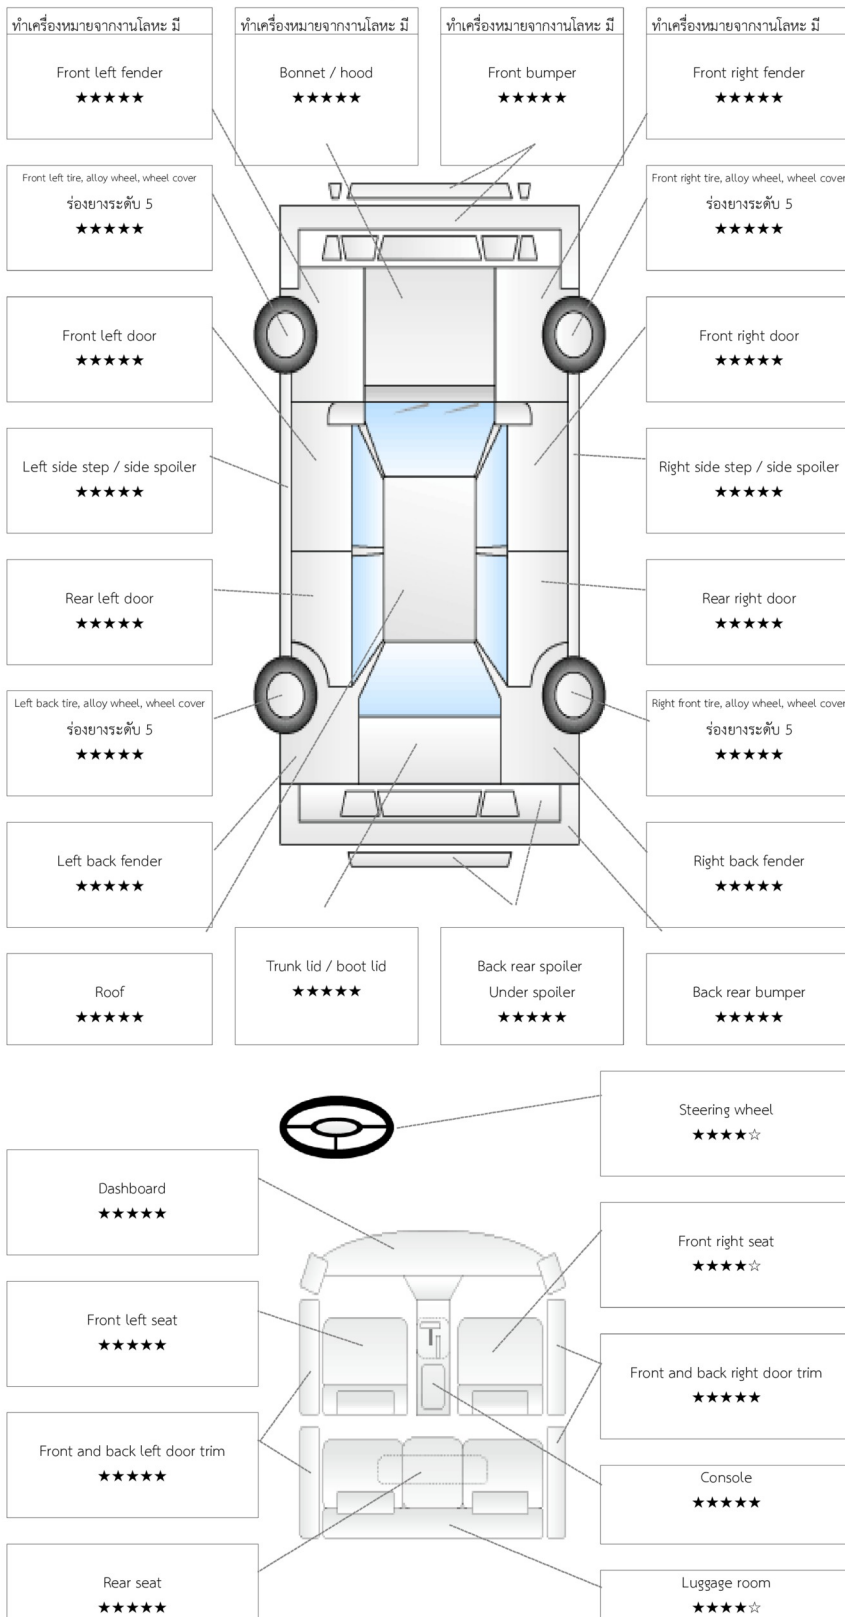 ทำเครื่องหมายจากงานโลหะ มี
ทำเครื่องหมายจากงานโลหะ มี
ทำเครื่องหมายจากงานโลหะ มี
ทำเครื่องหมายจากงานโลหะ มี
Front left fender
★★★★★
Bonnet / hood
★★★★★
Front bumper
★★★★★
Front right fender
★★★★★
Front left tire, alloy wheel, wheel cover
ร่องยางระดับ 5
★★★★★
Front right tire, alloy wheel, wheel cover
ร่องยางระดับ 5
★★★★★
Front left door
★★★★★
Front right door
★★★★★
Left side step / side spoiler
★★★★★
Right side step / side spoiler
★★★★★
Rear left door
★★★★★
Rear right door
★★★★★
Left back tire, alloy wheel, wheel cover
ร่องยางระดับ 5
★★★★★
Right front tire, alloy wheel, wheel cover
ร่องยางระดับ 5
★★★★★
Left back fender
★★★★★
Right back fender
★★★★★
Roof
★★★★★
Trunk lid / boot lid
★★★★★
Back rear spoiler
Under spoiler
★★★★★
Back rear bumper
★★★★★
Steering wheel
★★★★☆
Dashboard
★★★★★
Front right seat
★★★★☆
Front left seat
★★★★★
Front and back right door trim
★★★★★
Front and back left door trim
★★★★★
Console
★★★★★
Rear seat
★★★★★
Luggage room
★★★★☆